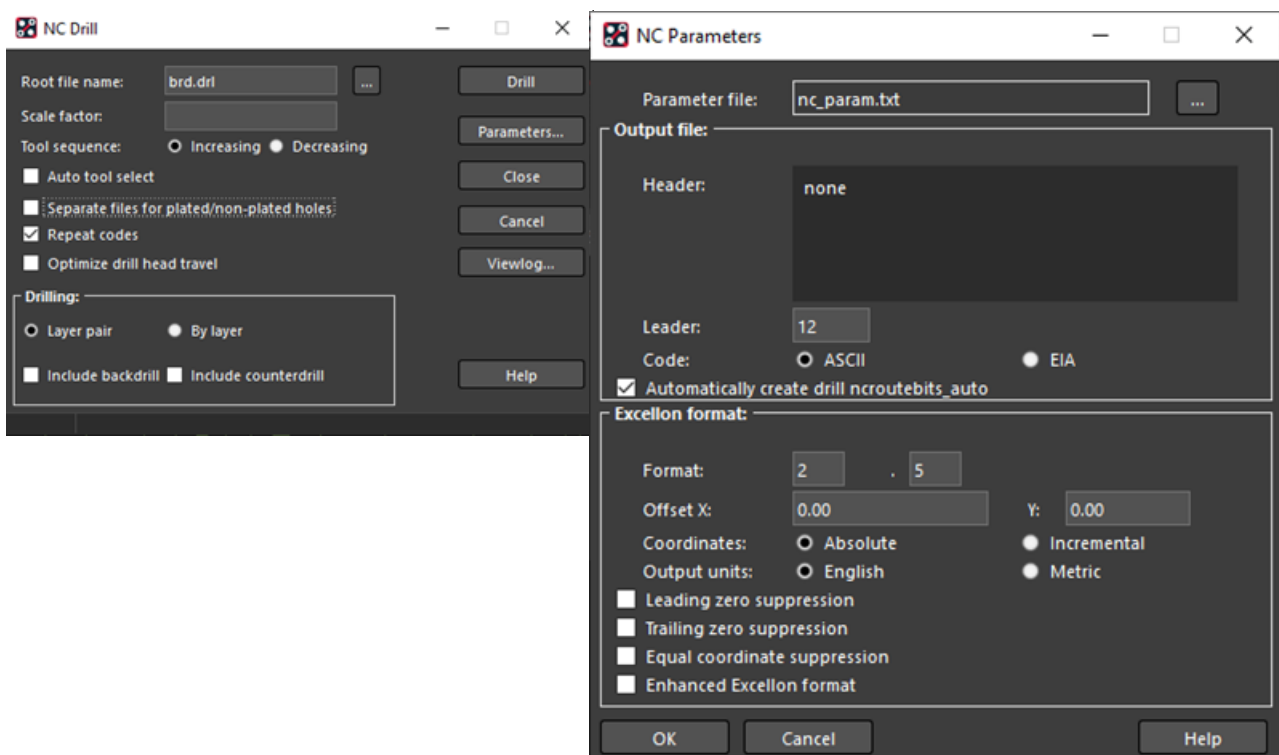 NC Drill
Root file name: brd.drl ... Drill
Scale factor:
Parameters...
Tool sequence: Increasing Decreasing
Auto tool select Close
Separate files for plated/non-plated holes
Cancel
Repeat codes
Optimize drill head travel Viewlog...
Drilling:
Layer pair By layer
Include backdrill Include counterdrill Help
NC Parameters
Parameter file: nc_param.txt ...
Output file:
Header: none
Leader: 12
Code: ASCII EIA
Automatically create drill ncroutebits_auto
Excellon format:
Format: 2 . 5
Offset X: 0.00 Y: 0.00
Coordinates: Absolute Incremental
Output units: English Metric
Leading zero suppression
Trailing zero suppression
Equal coordinate suppression
Enhanced Excellon format
OK Cancel Help